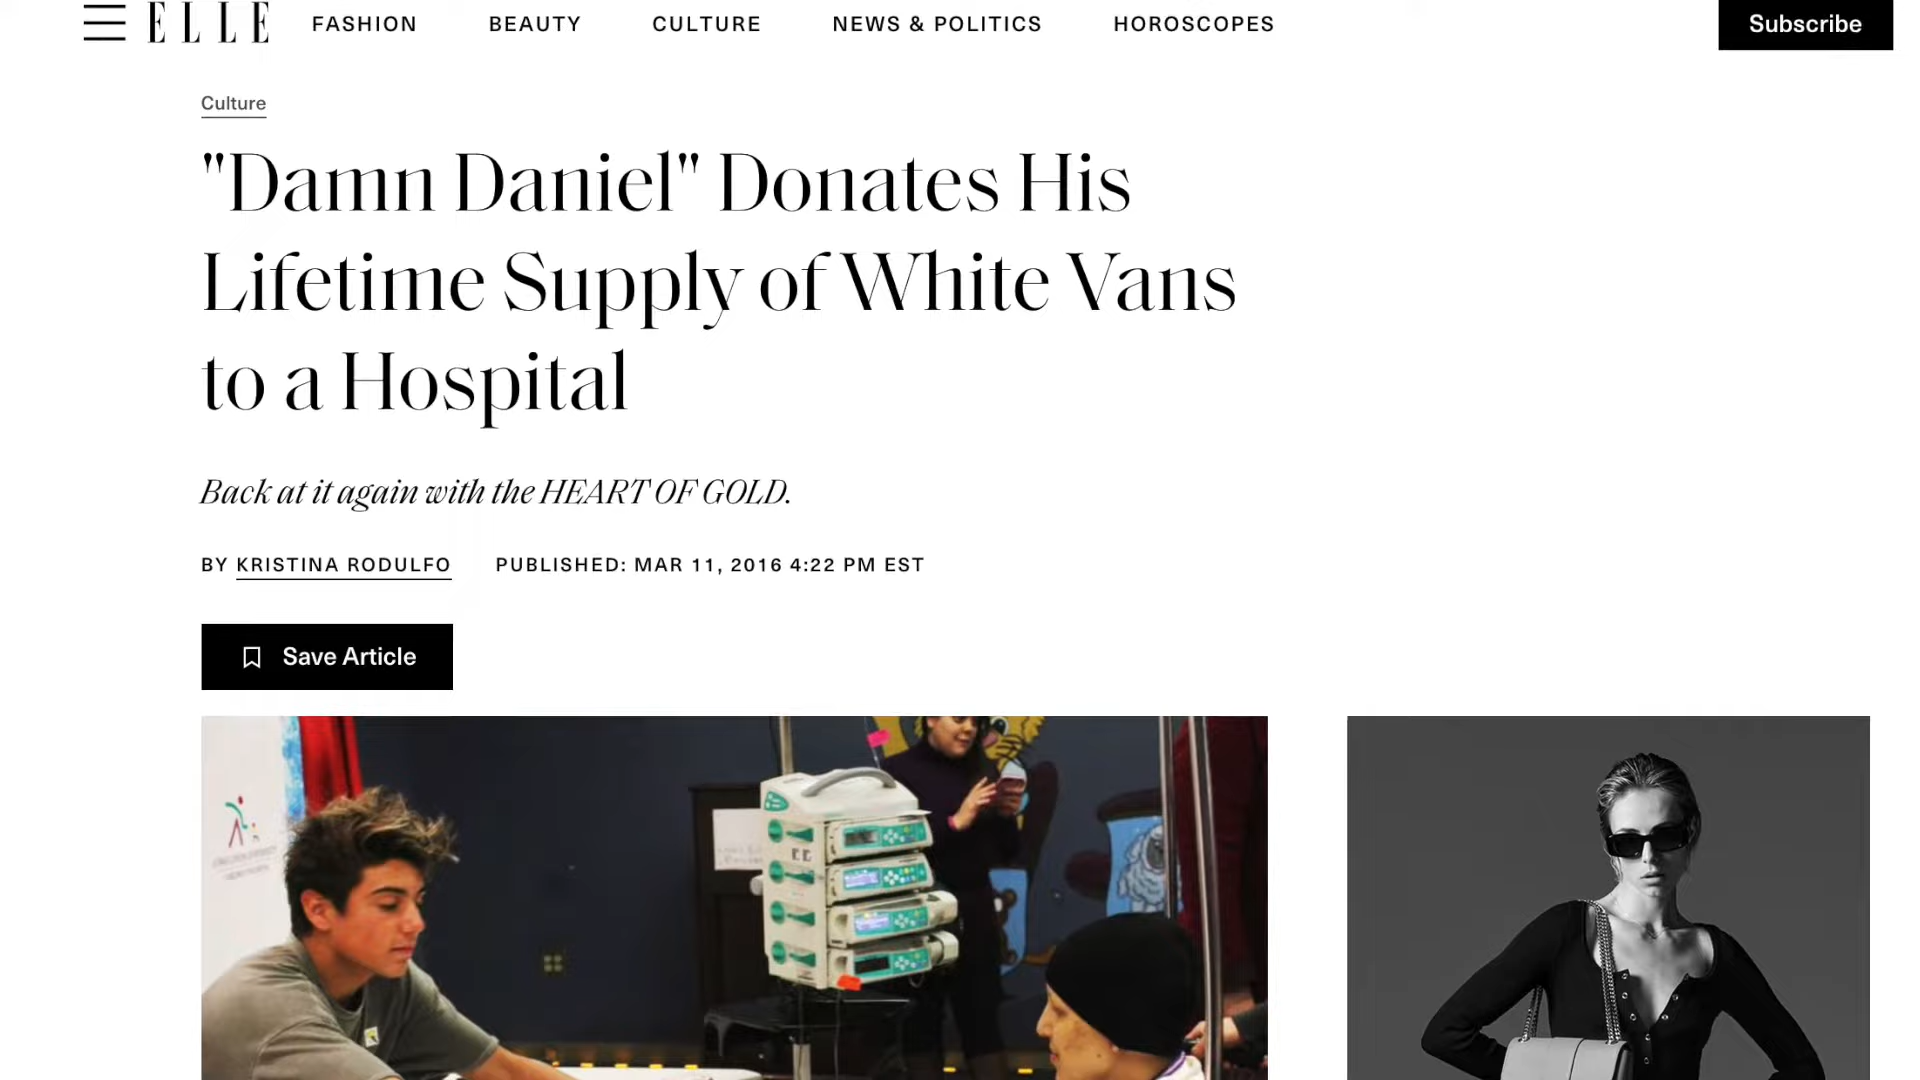 ELLE FASHION BEAUTY CULTURE NEWS & POLITICS HOROSCOPES Subscribe
Culture
"Damn Daniel" Donates His
Lifetime Supply of White Vans
to a Hospital
Back at it again with the HEART OF GOLD.
BY KRISTINA RODULFO PUBLISHED: MAR 11, 2016 4:22 PM EST
Save Article